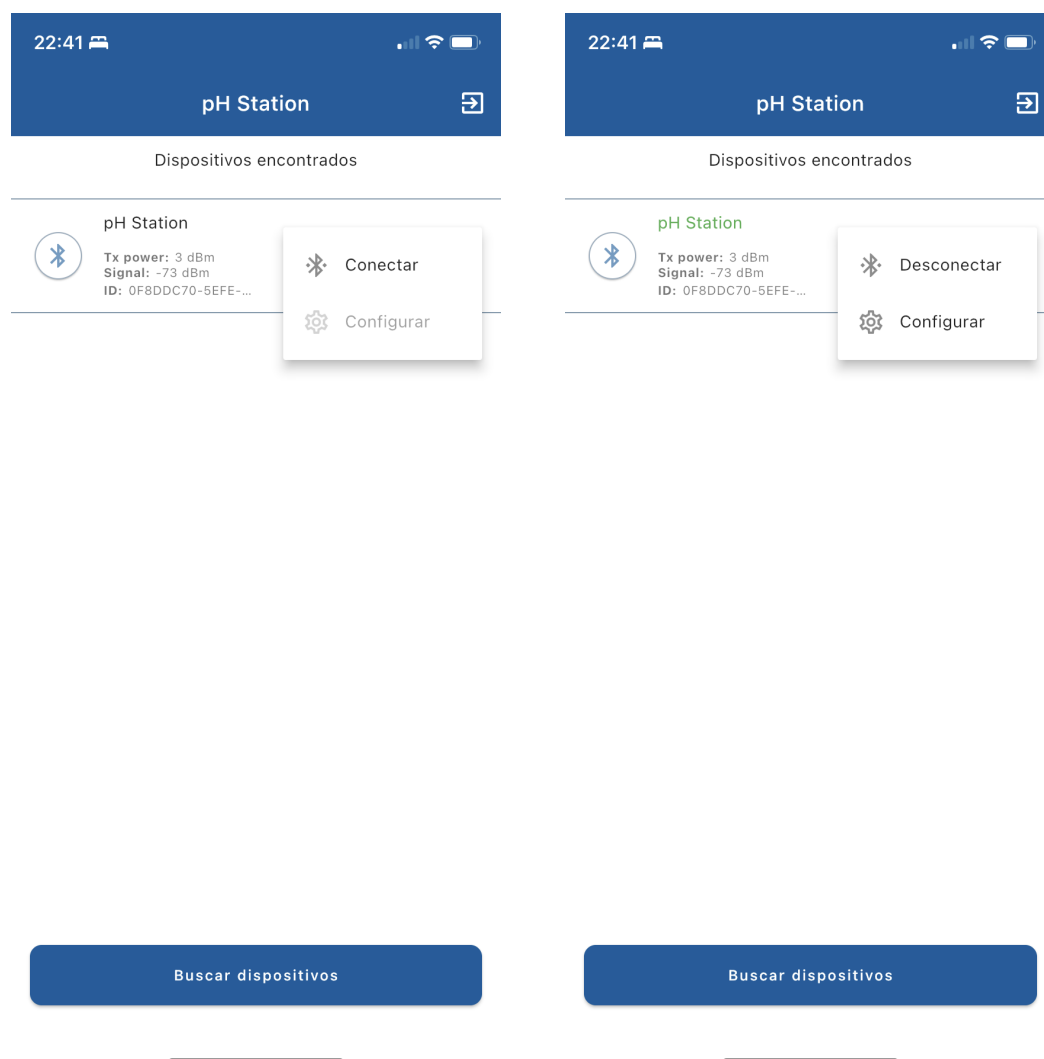 22:41
pH Station
Dispositivos encontrados
pH Station
Tx power: 3 dBm
Signal: -73 dBm
ID: 0F8DDC70-5EFE-...
Conectar
Configurar
Buscar dispositivos
22:41
pH Station
Dispositivos encontrados
pH Station
Tx power: 3 dBm
Signal: -73 dBm
ID: 0F8DDC70-5EFE-...
Desconectar
Configurar
Buscar dispositivos